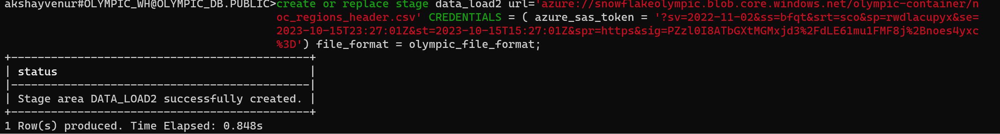 akshayvenur#OLYMPIC_WH@OLYMPIC_DB.PUBLIC>create or replace stage data_load2 url='azure://snowflakeolympic.blob.core.windows.net/olympic-container/n
oc_regions_header.csv' CREDENTIALS = ( azure_sas_token = '?sv=2022-11-02&ss=bfqt&srt=sco&sp=rwdlacupyx&se=
2023-10-15T23:27:01Z&st=2023-10-15T15:27:01Z&spr=https&sig=PZzl0I8ATbGXtMGMxjd3%2FdLE61mu1FMF8j%2Bnoes4yxc
%3D') file_format = olympic_file_format;
+---------------------------------------------+
| status                                      |
|---------------------------------------------|
| Stage area DATA_LOAD2 successfully created. |
+---------------------------------------------+
1 Row(s) produced. Time Elapsed: 0.848s